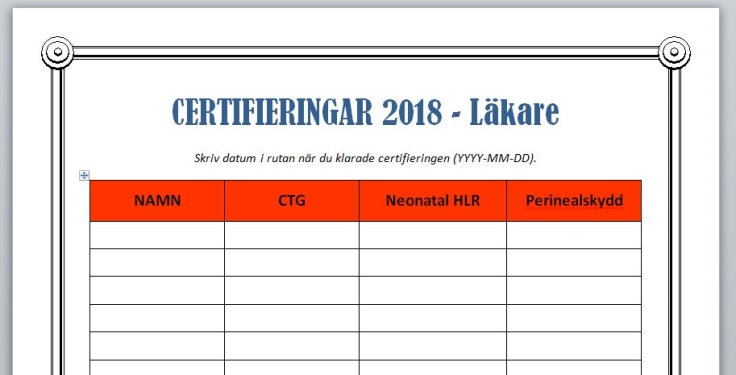 CERTIFIERINGAR 2018 - Läkare
Skriv datum i rutan när du klarade certifieringen (YYYY-MM-DD).
NAMN CTG Neonatal HLR Perinealskydd